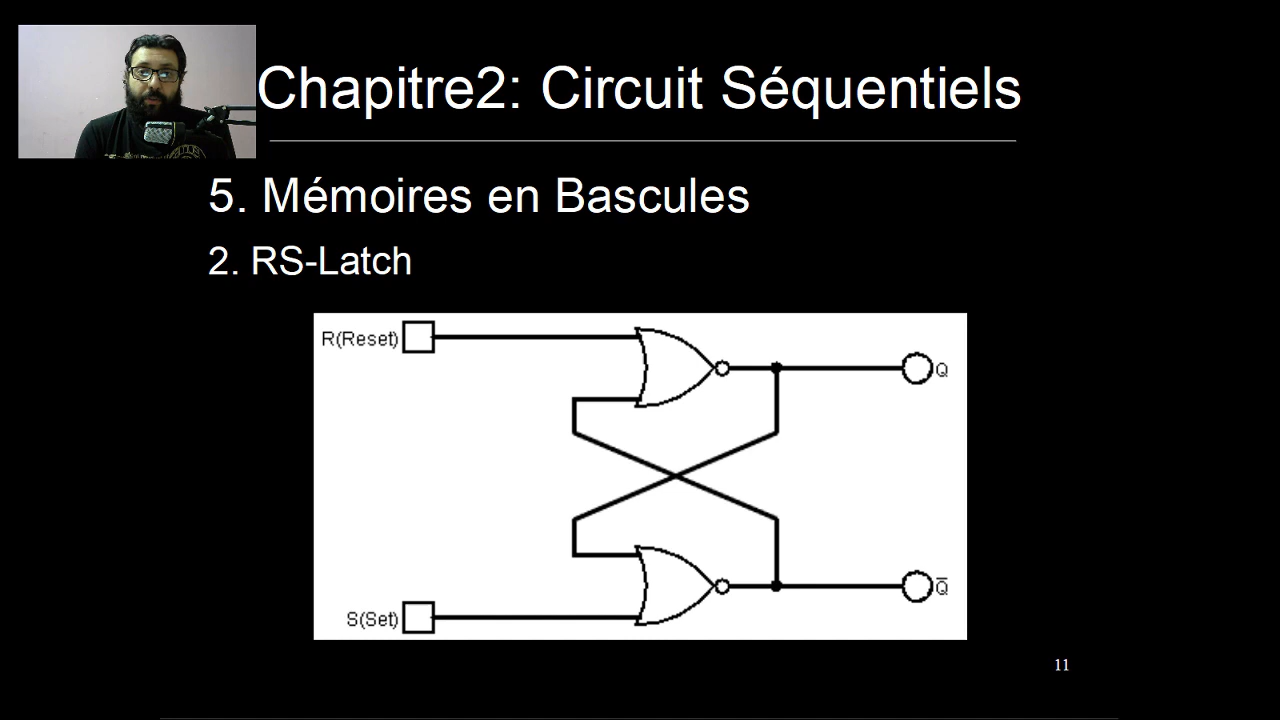 Chapitre2: Circuit Séquentiels
5. Mémoires en Bascules
2. RS-Latch
R(Reset)
Q
S(Set)
Q̅
11